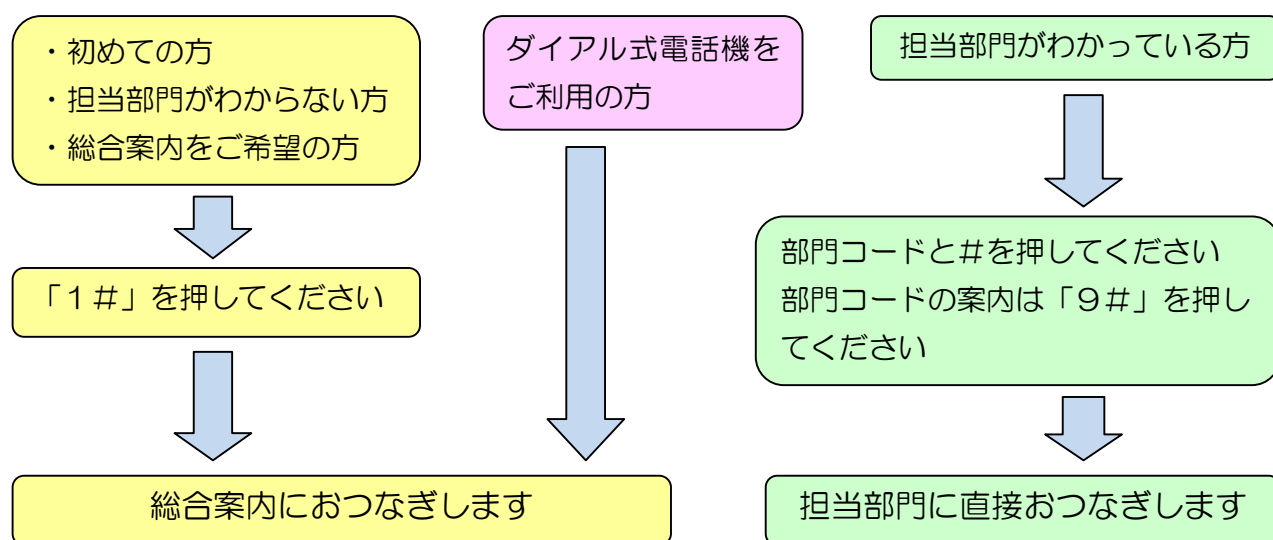 ・初めての方
・担当部門がわからない方
・総合案内をご希望の方
「１＃」を押してください
ダイアル式電話機を
ご利用の方
総合案内におつなぎします
担当部門がわかっている方
部門コードと＃を押してください
部門コードの案内は「９＃」を押し
てください
担当部門に直接おつなぎします